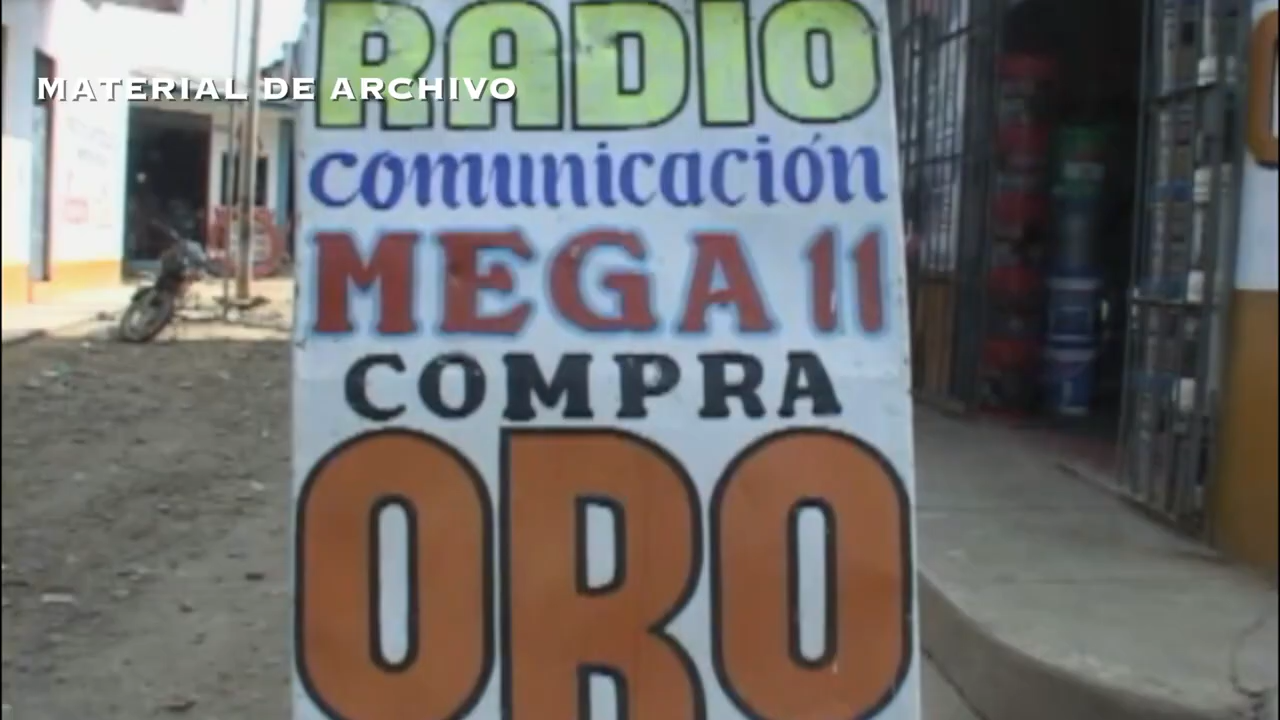 RADIO
MATERIAL DE ARCHIVO
comunicación
MEGA 11
COMPRA
ORO